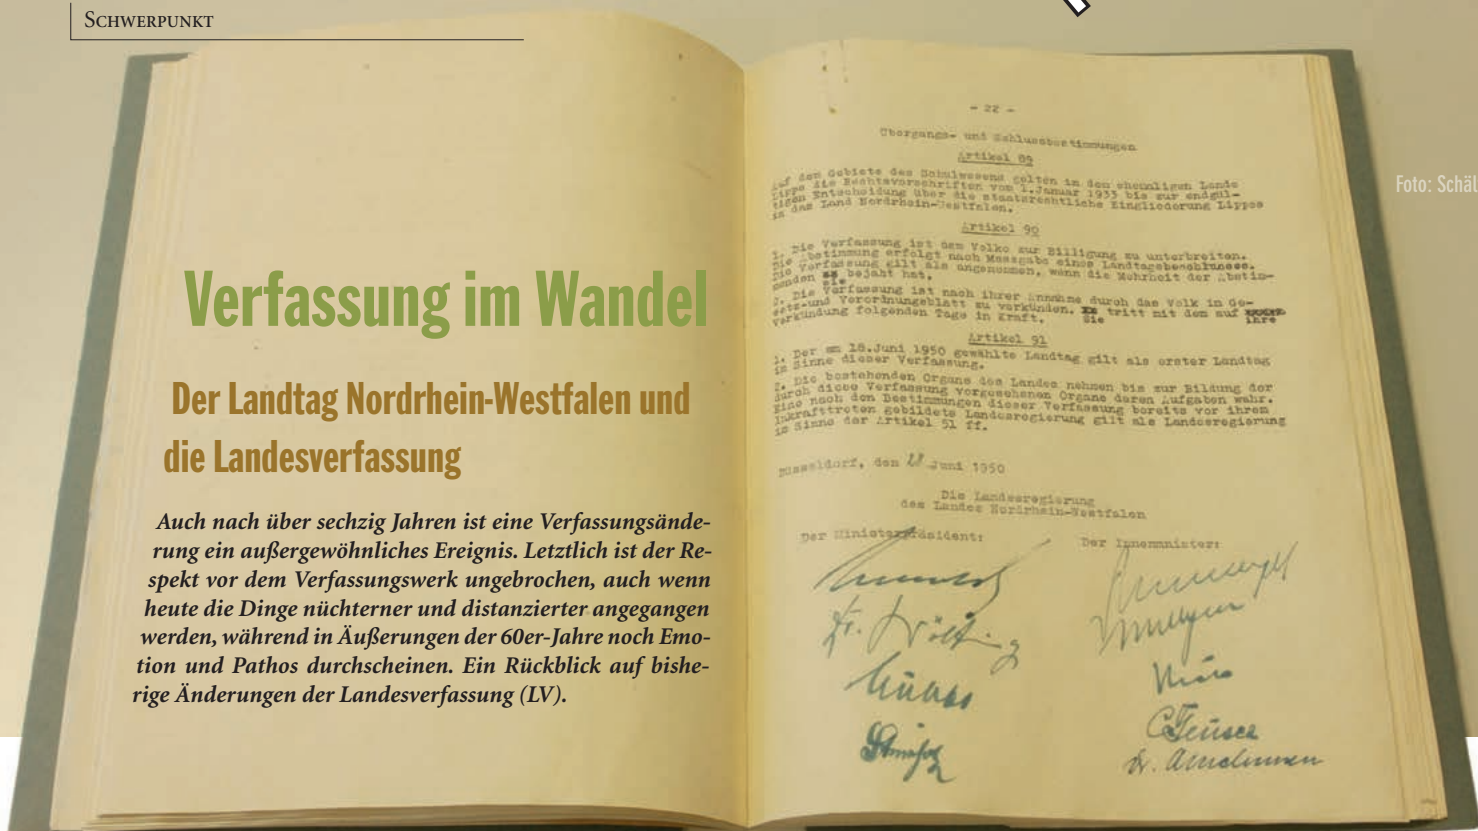 SCHWERPUNKT
Foto: Schäl
Verfassung im Wandel
Der Landtag Nordrhein-Westfalen und
die Landesverfassung
Auch nach über sechzig Jahren ist eine Verfassungsände-
rung ein außergewöhnliches Ereignis. Letztlich ist der Re-
spekt vor dem Verfassungswerk ungebrochen, auch wenn
heute die Dinge nüchterner und distanzierter angegangen
werden, während in Äußerungen der 60er-Jahre noch Emo-
tion und Pathos durchscheinen. Ein Rückblick auf bishe-
rige Änderungen der Landesverfassung (LV).
- 22 -
Übergangs- und Schlussbestimmungen
Artikel 89
Auf dem Gebiete des Schulwesens gelten in dem ehemaligen Lande
Lippe die Rechtsvorschriften vom 1.Januar 1933 bis zur endgül-
tigen Entscheidung über die staatsrechtliche Eingliederung Lippes
in das Land Nordrhein-Westfalen.
Artikel 90
1. Die Verfassung ist dem Volke zur Billigung zu unterbreiten.
Die Abstimmung erfolgt nach Massgabe eines Landtagsbeschlusses.
Die Verfassung gilt als angenommen, wenn die Mehrheit der Abstim-
menden sie bejaht hat.
2. Die Verfassung ist nach ihrer Annahme durch das Volk im Ge-
setz-und Verordnungsblatt zu verkünden. Sie tritt mit dem auf ihre
Verkündung folgenden Tage in Kraft.
Artikel 91
1. Der am 18.Juni 1950 gewählte Landtag gilt als erster Landtag
im Sinne dieser Verfassung.
2. Die bestehenden Organe des Landes nehmen bis zur Bildung der
durch diese Verfassung vorgesehenen Organe deren Aufgaben wahr.
Eine nach den Bestimmungen dieser Verfassung bereits vor ihrem
Inkrafttreten gebildete Landesregierung gilt als Landesregierung
im Sinne der Artikel 51 ff.
Düsseldorf, den Juni 1950
Die Landesregierung
des Landes Nordrhein-Westfalen
Der Ministerpräsident:
Der Innenminister:
Dr. Amelunxen